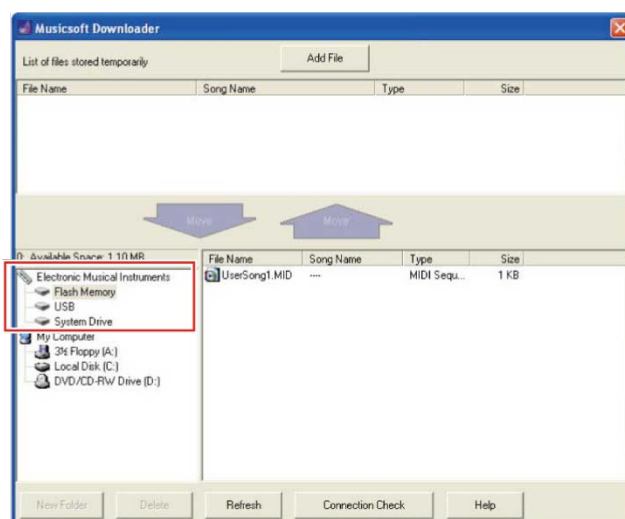 Musicsoft Downloader
List of files stored temporarily
Add File
File Name Song Name Type Size
Move Move
0: Available Space: 1.10 MB
File Name Song Name Type Size
Electronic Musical Instruments
UserSong1.MID ---- MIDI Sequ... 1 KB
Flash Memory
USB
System Drive
My Computer
3½ Floppy (A:)
Local Disk (C:)
DVD/CD-RW Drive (D:)
New Folder Delete Refresh Connection Check Help